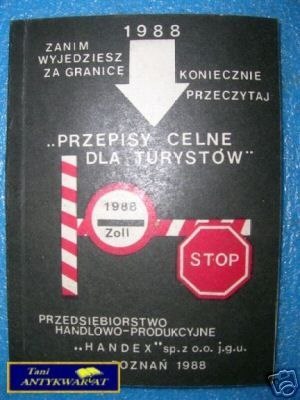 1988
ZANIM
WYJEDZIESZ
ZA GRANICĘ
KONIECZNIE
PRZECZYTAJ
„PRZEPISY CELNE
DLA TURYSTÓW"
1988
Zoll
STOP
PRZEDSIĘBIORSTWO
HANDLOWO-PRODUKCYJNE
„HANDEX" sp. z o.o. j.g.u.
POZNAŃ 1988
Tani
ANTYKWARIAT